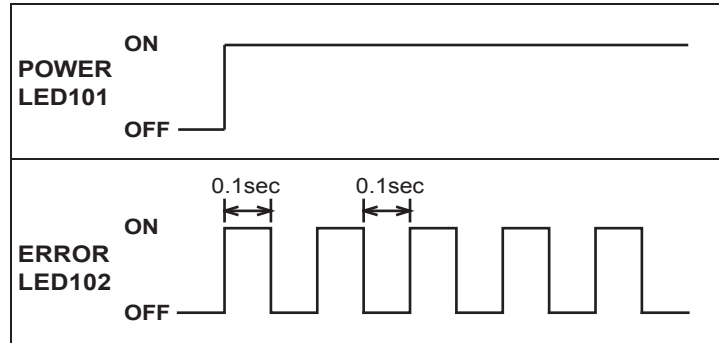 ON
POWER
LED101
OFF
0.1sec 0.1sec
ON
ERROR
LED102
OFF